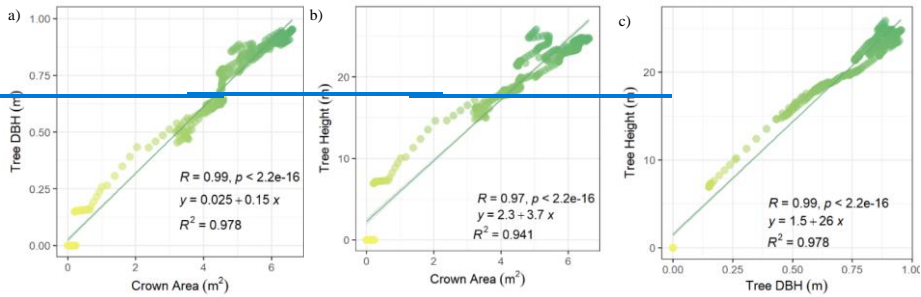 a)
1.00
0.75
0.50
0.25
0.00
Tree DBH (m)
R = 0.99, p < 2.2e-16
y = 0.025 + 0.15 x
R² = 0.978
0
2
4
6
Crown Area (m²)
b)
20
10
0
Tree Height (m)
R = 0.97, p < 2.2e-16
y = 2.3 + 3.7 x
R² = 0.941
0
2
4
6
Crown Area (m²)
c)
20
10
0
Tree Height (m)
R = 0.99, p < 2.2e-16
y = 1.5 + 26 x
R² = 0.978
0.00
0.25
0.50
0.75
1.00
Tree DBH (m)